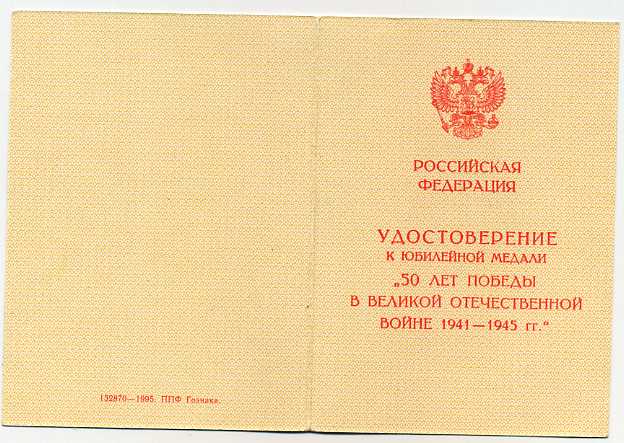 РОССИЙСКАЯ
ФЕДЕРАЦИЯ
УДОСТОВЕРЕНИЕ
К ЮБИЛЕЙНОЙ МЕДАЛИ
„50 ЛЕТ ПОБЕДЫ
В ВЕЛИКОЙ ОТЕЧЕСТВЕННОЙ
ВОЙНЕ 1941—1945 гг.“
132870—1995. ППФ Гознака.